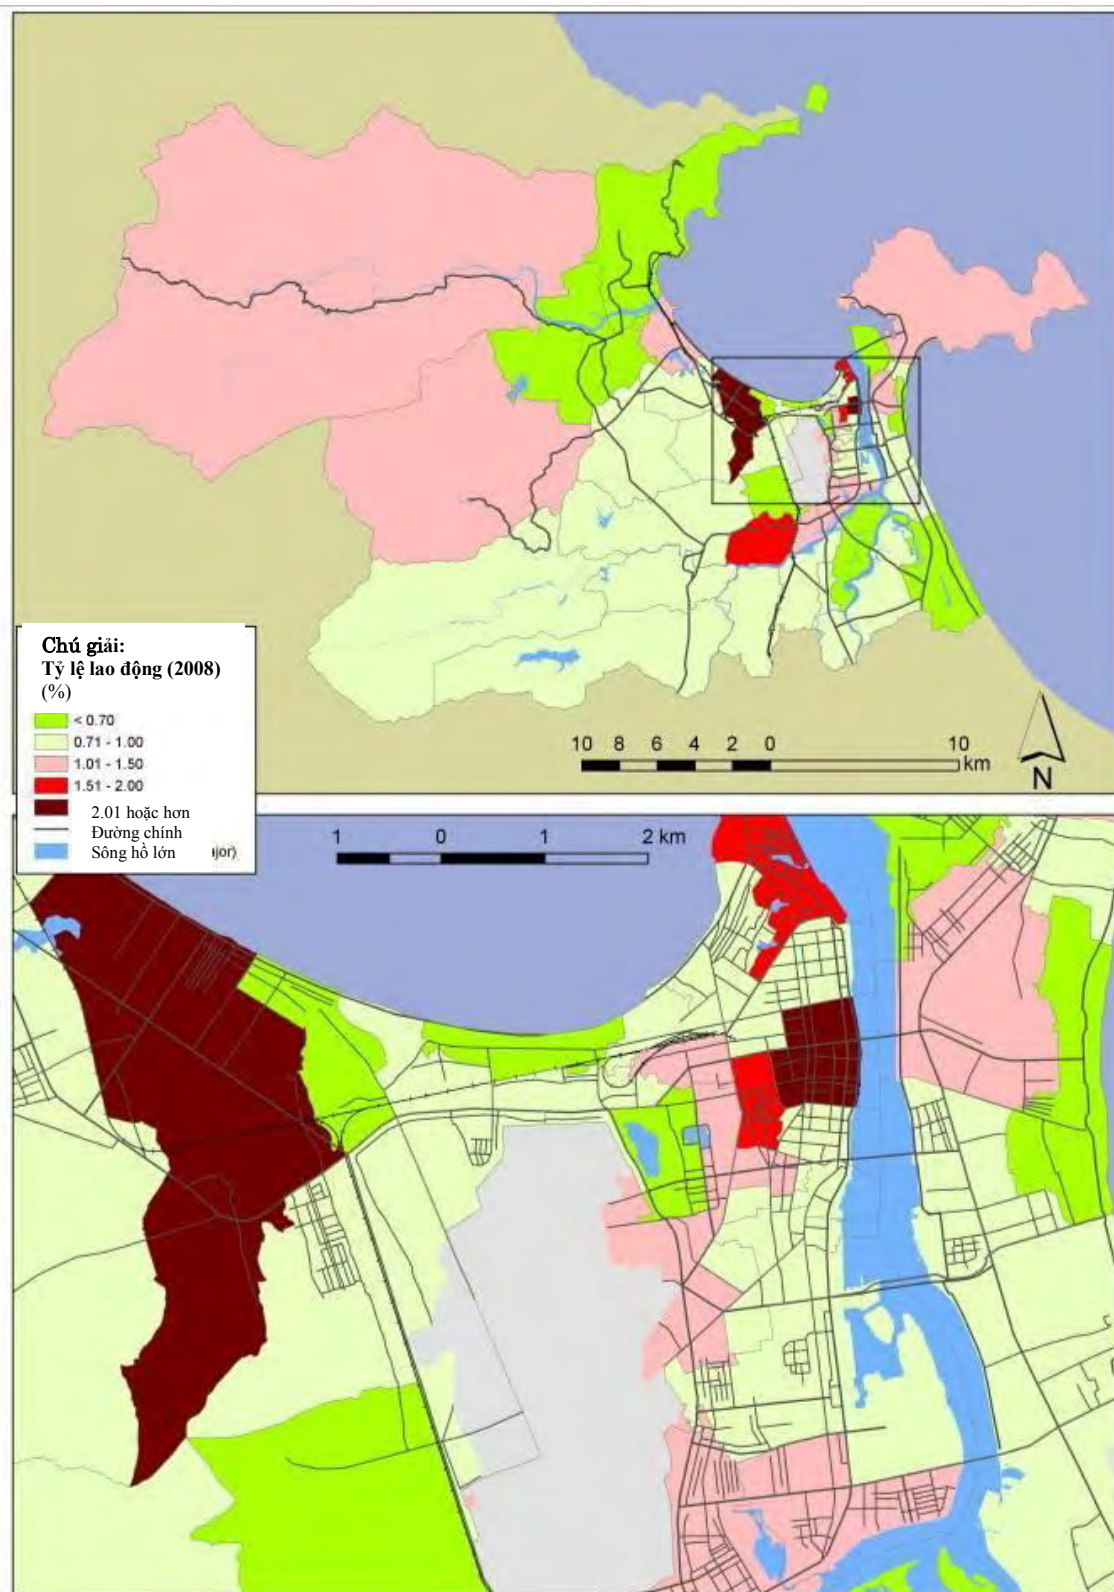 10 8 6 4 2 0 10
km
N
Chú giải:
Tỷ lệ lao động (2008)
(%)
< 0.70
0.71 - 1.00
1.01 - 1.50
1.51 - 2.00
2.01 hoặc hơn
Đường chính
Sông hồ lớn ajor)
1 0 1 2 km